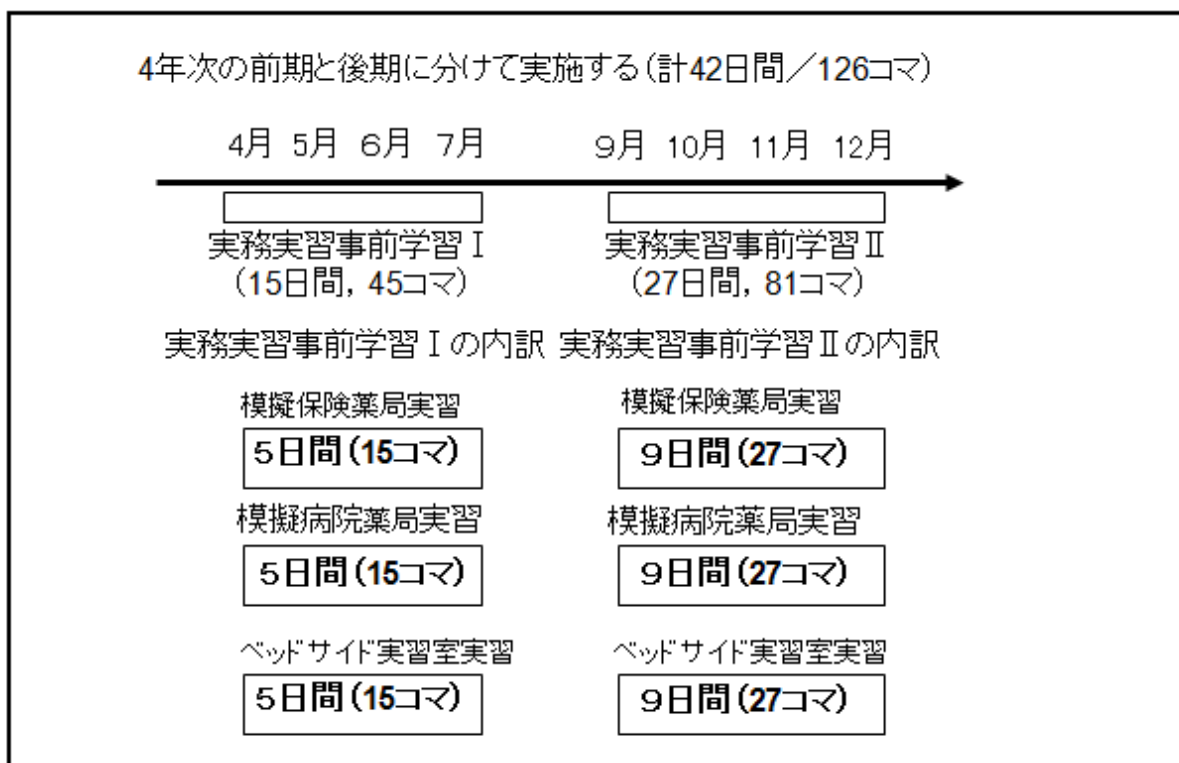 4年次の前期と後期に分けて実施する(計42日間/126コマ)
4月 5月 6月 7月 9月 10月 11月 12月
実務実習事前学習Ⅰ 実務実習事前学習Ⅱ
(15日間, 45コマ) (27日間, 81コマ)
実務実習事前学習Ⅰの内訳 実務実習事前学習Ⅱの内訳
模擬保険薬局実習 模擬保険薬局実習
5日間(15コマ) 9日間(27コマ)
模擬病院薬局実習 模擬病院薬局実習
5日間(15コマ) 9日間(27コマ)
ベッドサイド実習室実習 ベッドサイド実習室実習
5日間(15コマ) 9日間(27コマ)